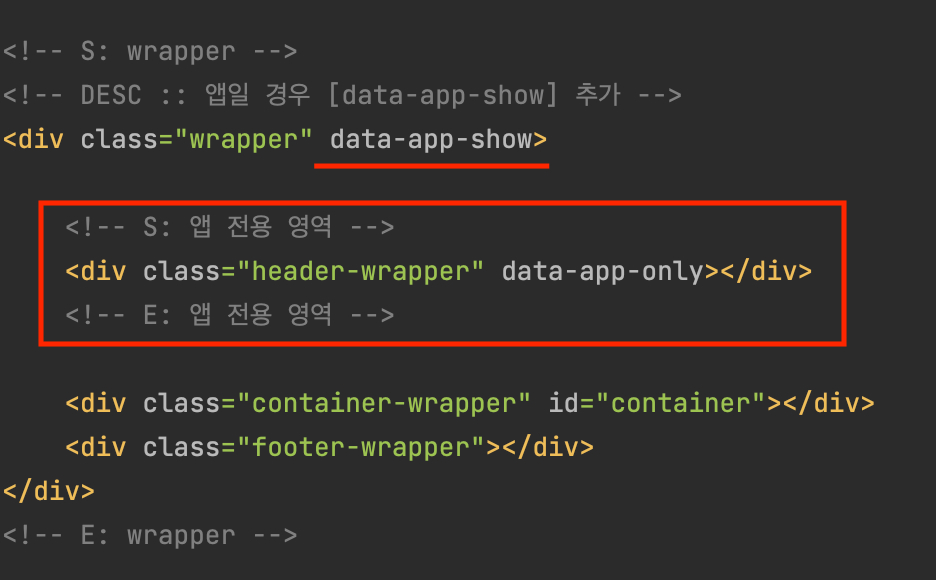 <!-- S: wrapper -->
<!-- DESC :: 앱일 경우 [data-app-show] 추가 -->
<div class="wrapper" data-app-show>
<!-- S: 앱 전용 영역 -->
<div class="header-wrapper" data-app-only></div>
<!-- E: 앱 전용 영역 -->
<div class="container-wrapper" id="container"></div>
<div class="footer-wrapper"></div>
</div>
<!-- E: wrapper -->